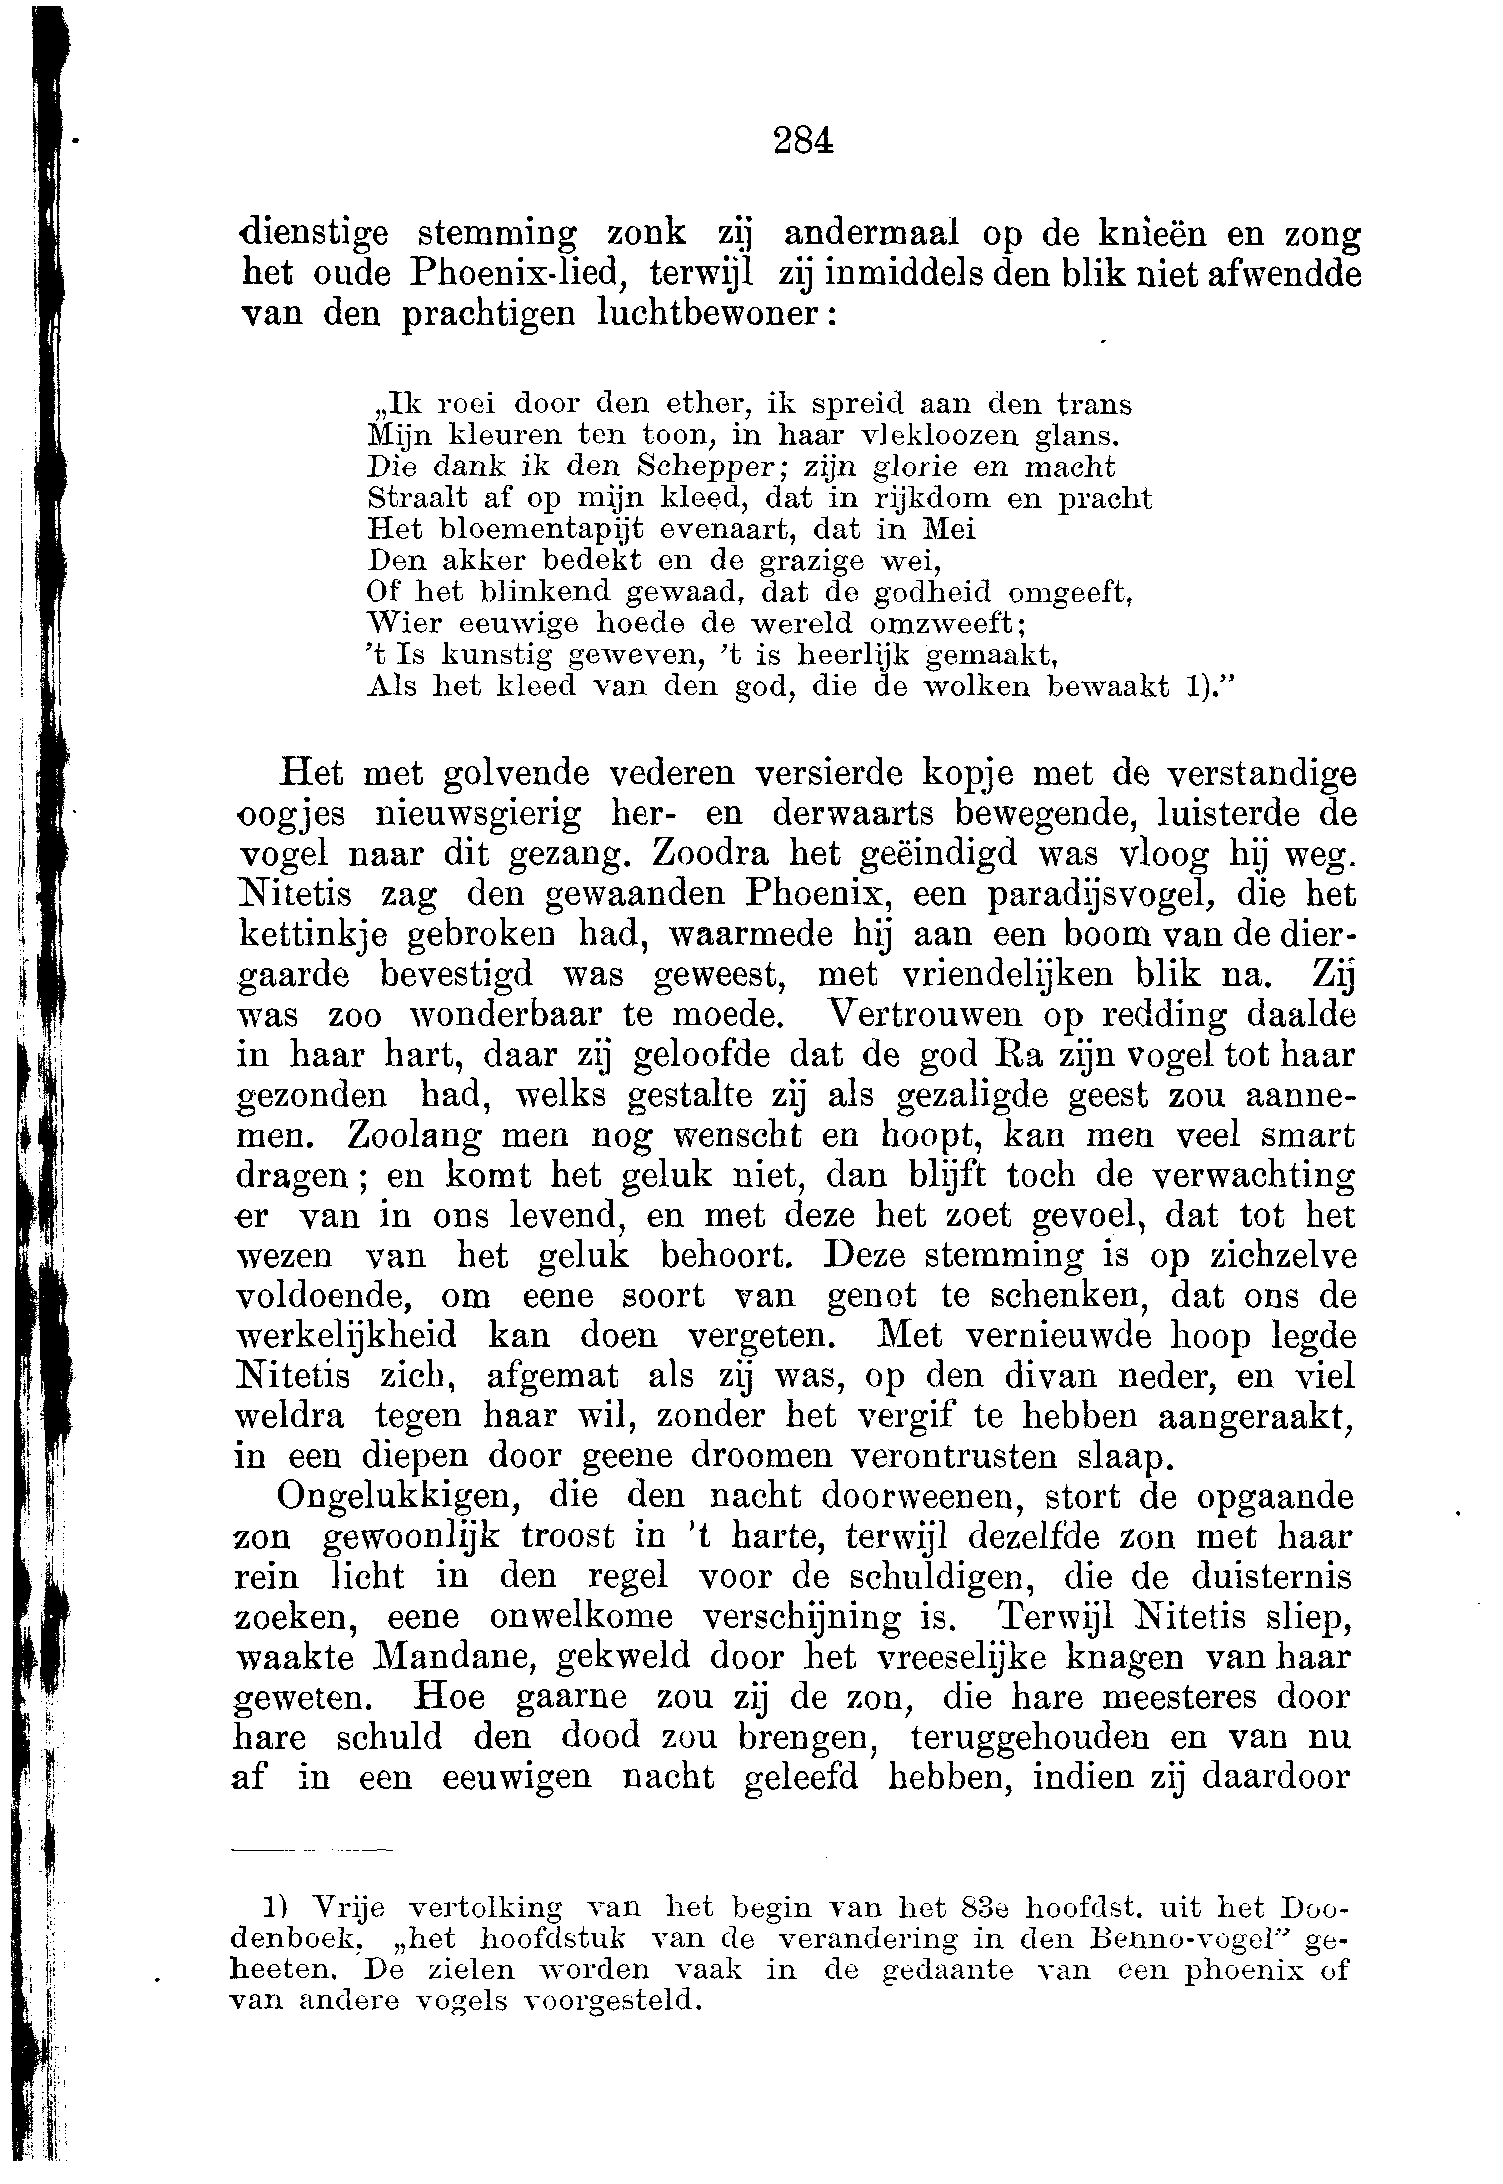 284
dienstige stemming zonk zij andermaal op de knieën en zong
het oude Phoenix-lied, terwijl zij inmiddels den blik niet afwendde
van den prachtigen luchtbewoner:
„Ik roei door den ether, ik spreid aan den trans
Mijn kleuren ten toon, in haar vlekloozen glans.
Die dank ik den Schepper; zijn glorie en macht
Straalt af op mijn kleed, dat in rijkdom en pracht
Het bloementapijt evenaart, dat in Mei
Den akker bedekt en de grazige wei,
Of het blinkend gewaad, dat de godheid omgeeft,
Wier eeuwige hoede de wereld omzweeft;
't Is kunstig geweven, 't is heerlijk gemaakt,
Als het kleed van den god, die de wolken bewaakt 1).”
Het met golvende vederen versierde kopje met de verstandige
oogjes nieuwsgierig her- en derwaarts bewegende, luisterde de
vogel naar dit gezang. Zoodra het geëindigd was vloog hij weg.
Nitetis zag den gewaanden Phoenix, een paradijsvogel, die het
kettinkje gebroken had, waarmede hij aan een boom van de dier-
gaarde bevestigd was geweest, met vriendelijken blik na. Zij
was zoo wonderbaar te moede. Vertrouwen op redding daalde
in haar hart, daar zij geloofde dat de god Ra zijn vogel tot haar
gezonden had, welks gestalte zij als gezaligde geest zou aanne-
men. Zoolang men nog wenscht en hoopt, kan men veel smart
dragen; en komt het geluk niet, dan blijft toch de verwachting
er van in ons levend, en met deze het zoet gevoel, dat tot het
wezen van het geluk behoort. Deze stemming is op zichzelve
voldoende, om eene soort van genot te schenken, dat ons de
werkelijkheid kan doen vergeten. Met vernieuwde hoop legde
Nitetis zich, afgemat als zij was, op den divan neder, en viel
weldra tegen haar wil, zonder het vergif te hebben aangeraakt,
in een diepen door geene droomen verontrusten slaap.
Ongelukkigen, die den nacht doorweenen, stort de opgaande
zon gewoonlijk troost in 't harte, terwijl dezelfde zon met haar
rein licht in den regel voor de schuldigen, die de duisternis
zoeken, eene onwelkome verschijning is. Terwijl Nitetis sliep,
waakte Mandane, gekweld door het vreeselijke knagen van haar
geweten. Hoe gaarne zou zij de zon, die hare meesteres door
hare schuld den dood zou brengen, teruggehouden en van nu
af in een eeuwigen nacht geleefd hebben, indien zij daardoor
1) Vrije vertolking van het begin van het 83e hoofdst. uit het Doo-
denboek, „het hoofdstuk van de verandering in den Benno-vogel” ge-
heeten. De zielen worden vaak in de gedaante van een phoenix of
van andere vogels voorgesteld.